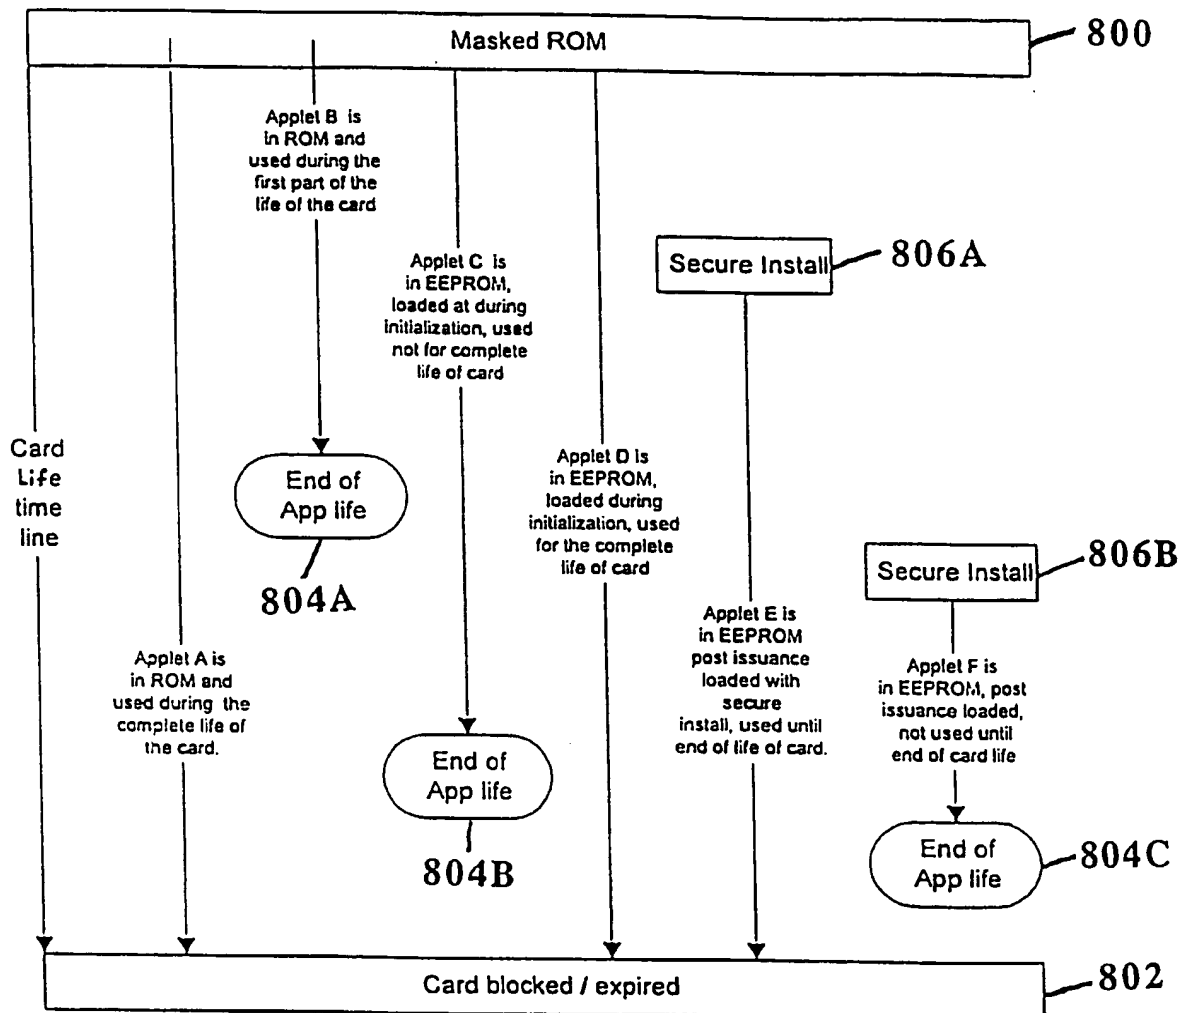 Masked ROM
800
Applet B is
in ROM and
used during the
first part of the
life of the card
Applet C is
in EEPROM,
loaded at during
initialization, used
not for complete
life of card
Secure Install
806A
Card
Life
time
line
End of
App life
804A
Applet D is
in EEPROM,
loaded during
initialization, used
for the complete
life of card
Secure Install
806B
Applet A is
in ROM and
used during the
complete life of
the card.
Applet E is
in EEPROM
post issuance
loaded with
secure
install, used until
end of life of card.
Applet F is
in EEPROM, post
issuance loaded,
not used until
end of card life
End of
App life
804B
End of
App life
804C
Card blocked / expired
802